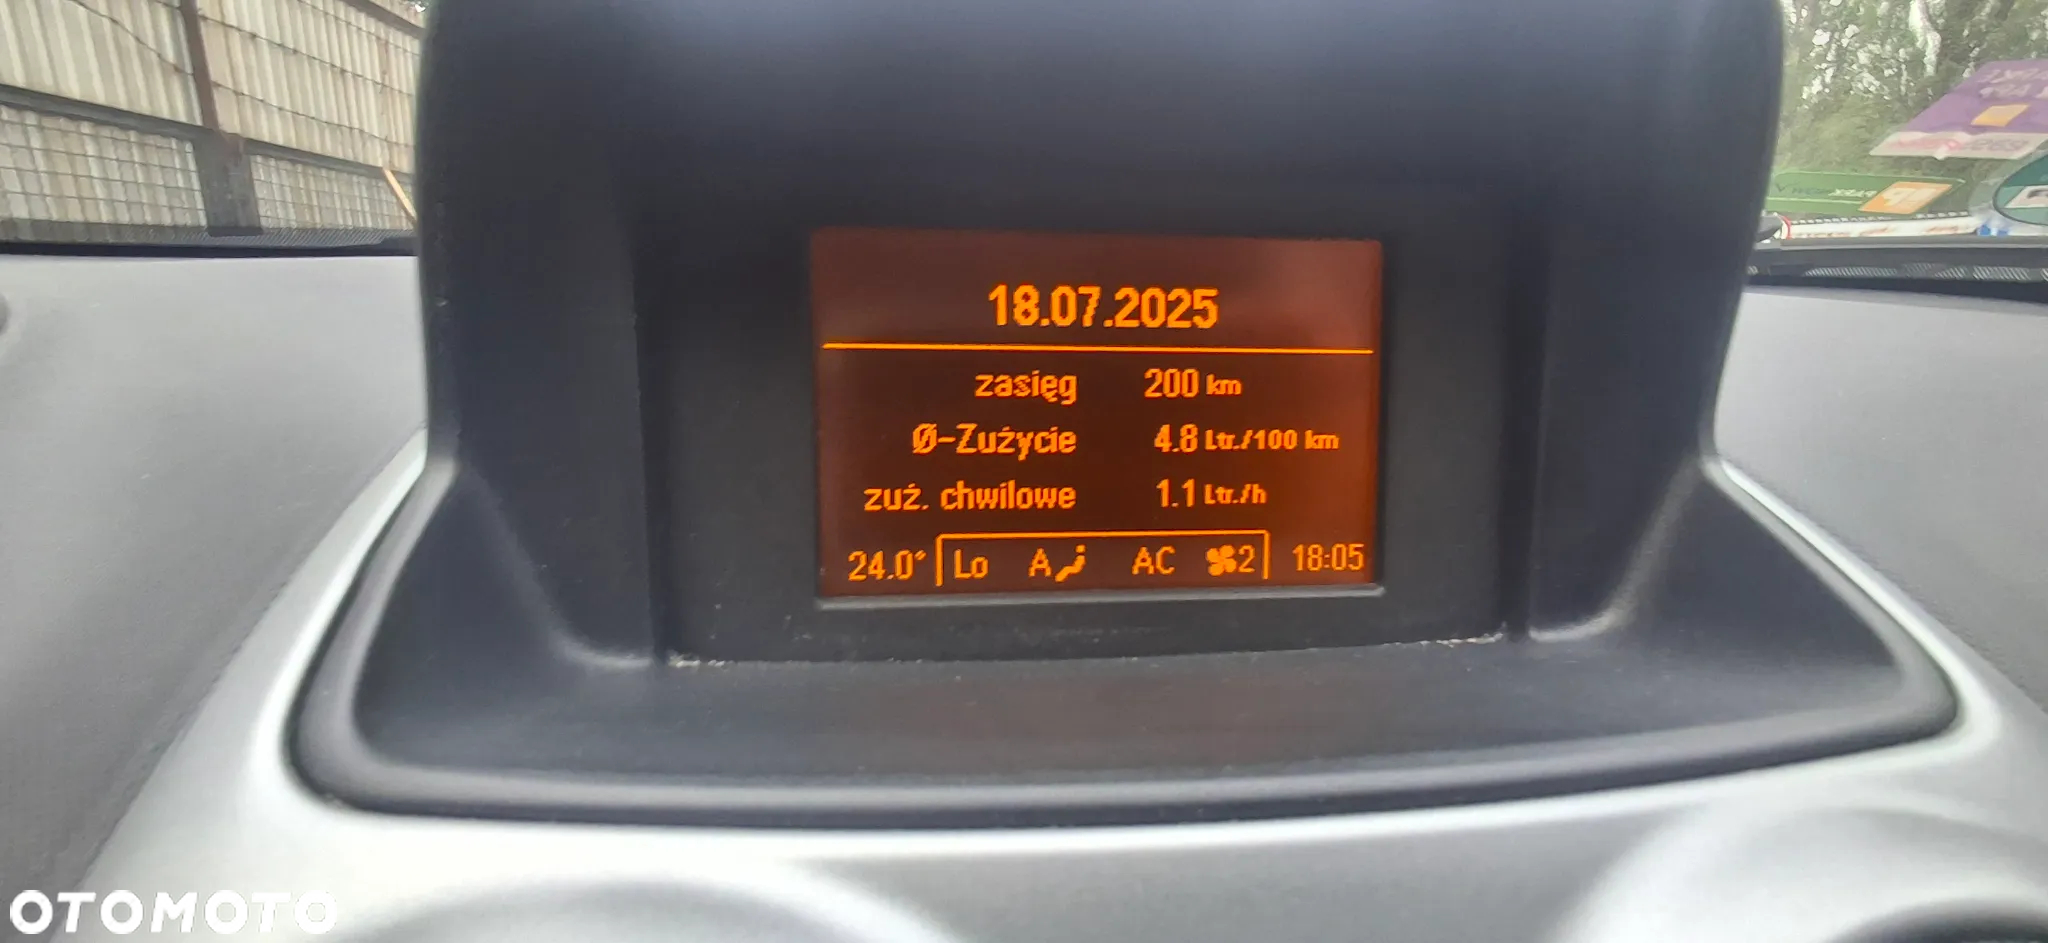 18.07.2025
zasięg 200 km
Ø-Zużycie 4.8 Ltr./100 km
zuż. chwilowe 1.1 Ltr./h
24.0° Lo A AC 2 18:05
OTOMOTO